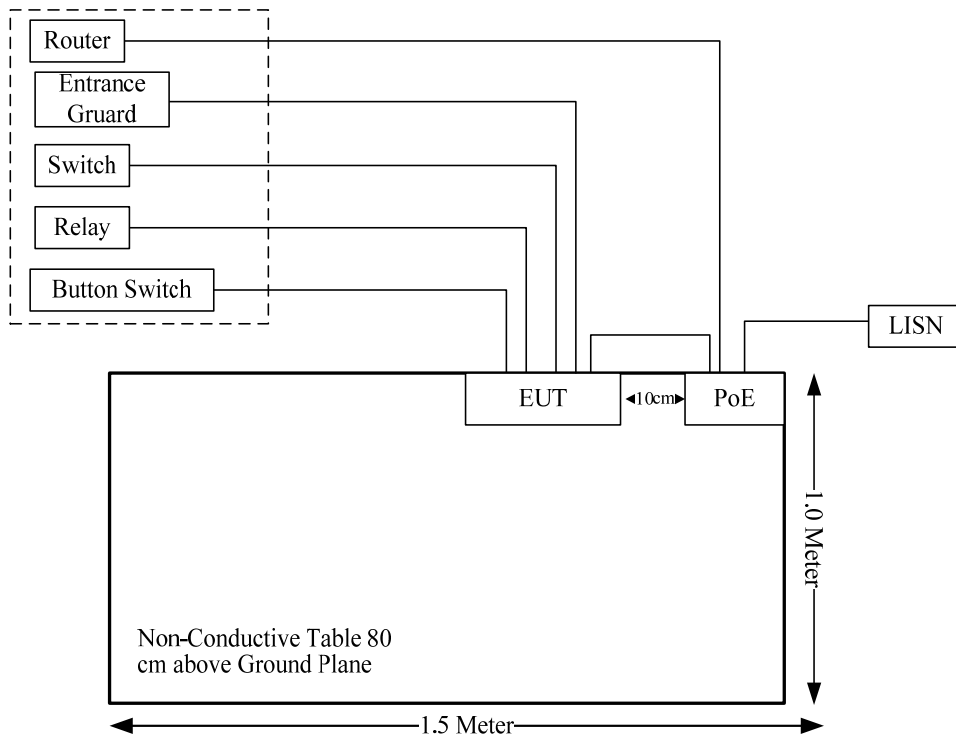 Router
Entrance
Gruard
Switch
Relay
Button Switch
LISN
EUT
10cm
PoE
1.0 Meter
Non-Conductive Table 80
cm above Ground Plane
1.5 Meter